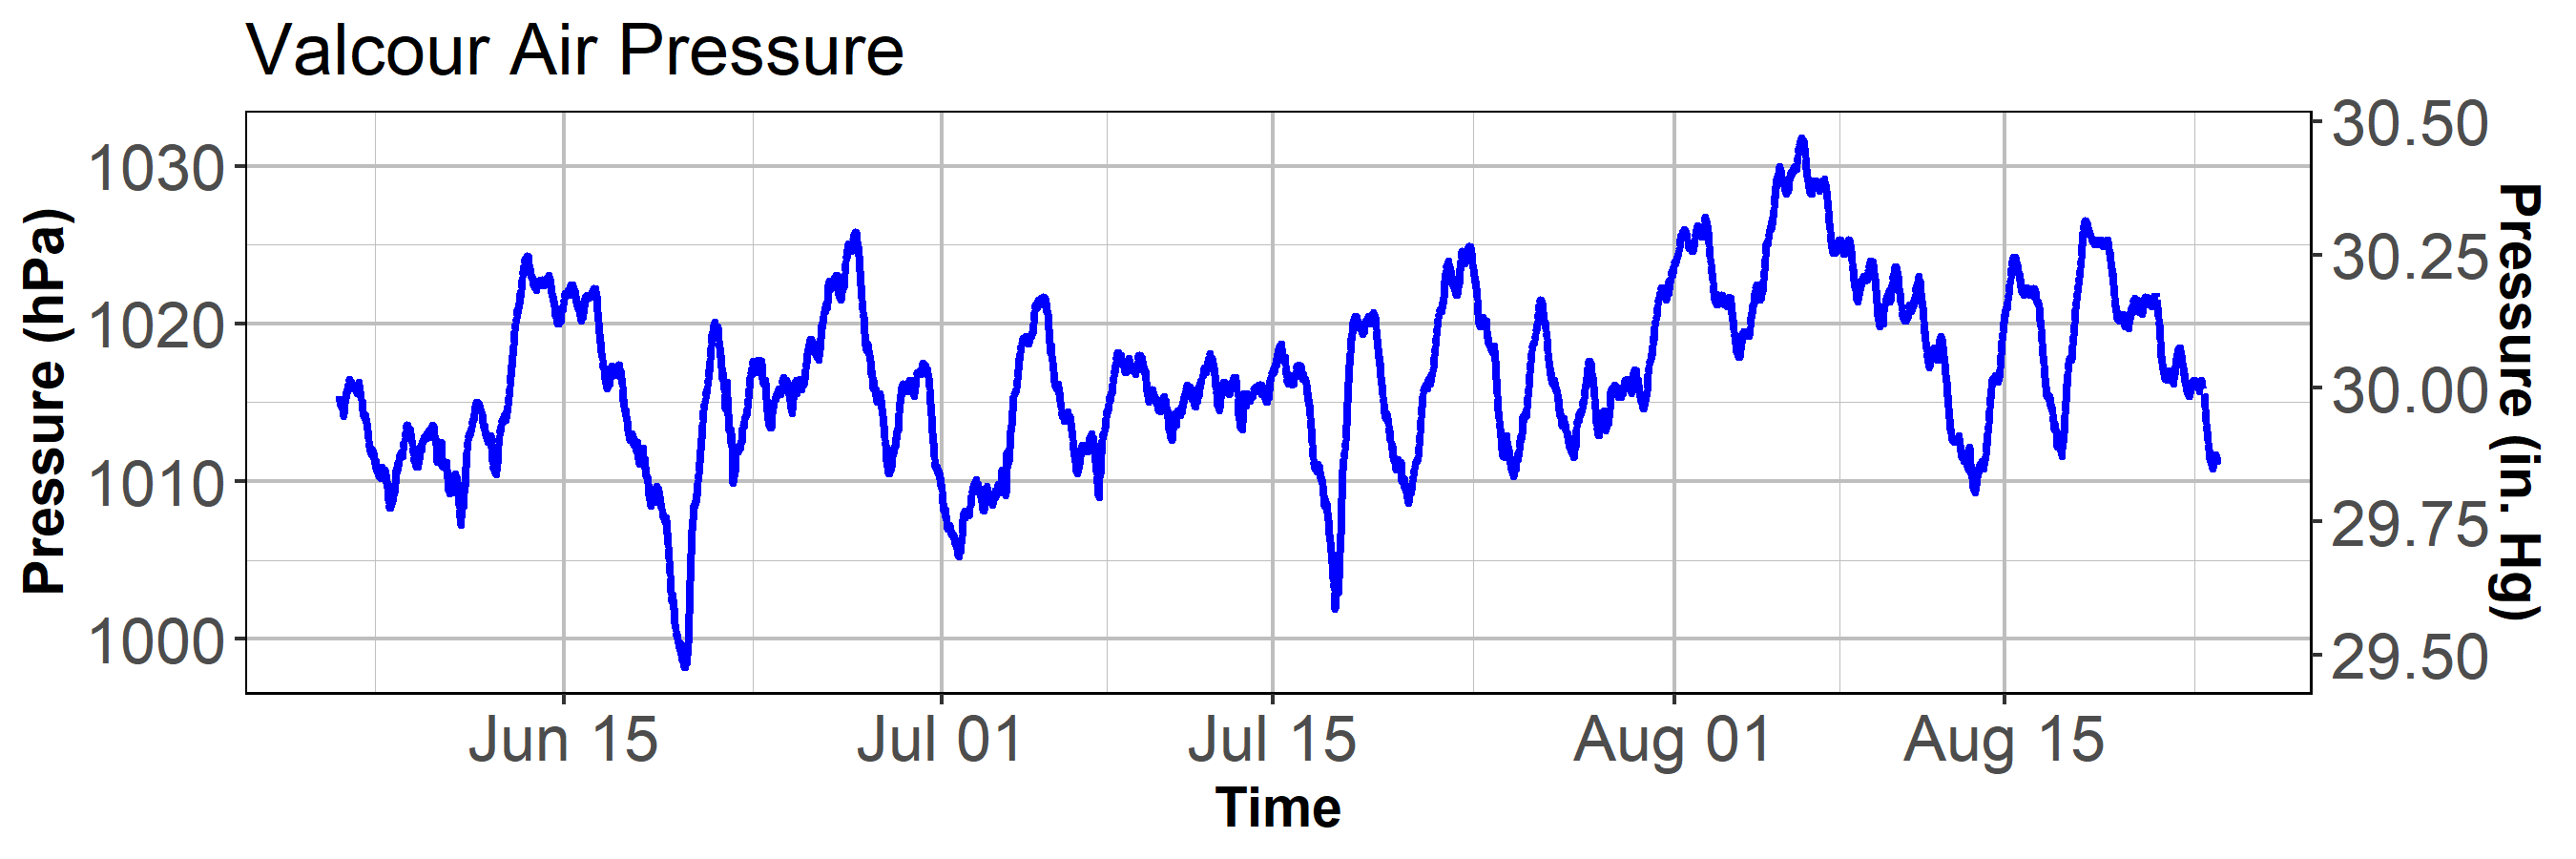 Valcour Air Pressure
1030
1020
1010
1000
Pressure (hPa)
30.50
30.25
30.00
29.75
29.50
Pressure (in. Hg)
Jun 15
Jul 01
Jul 15
Aug 01
Aug 15
Time